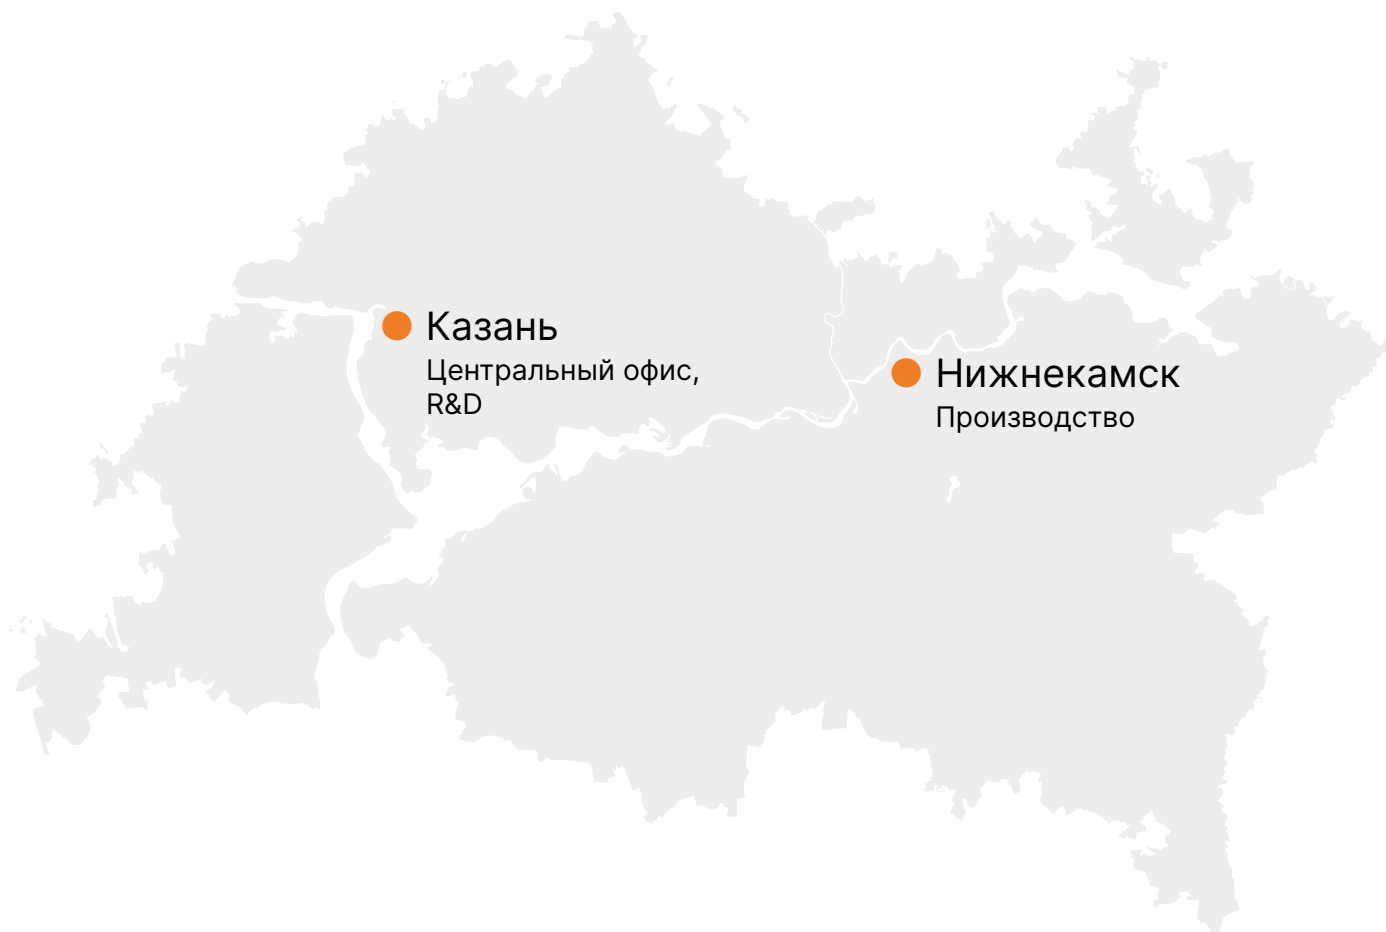 Казань
Центральный офис,
R&D
Нижнекамск
Производство